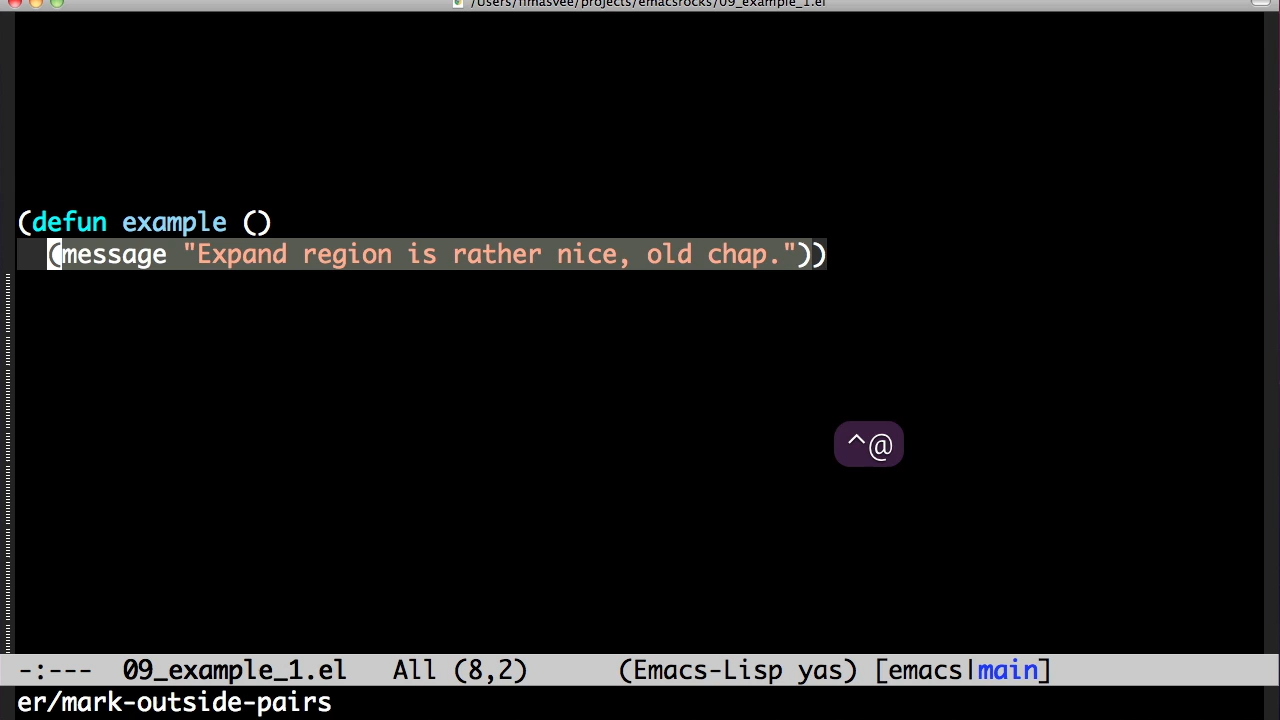 /Users/fimasvee/projects/emacsrocks/09_example_1.el
(defun example ()
(message "Expand region is rather nice, old chap."))
^@
-:--- 09_example_1.el All (8,2) (Emacs-Lisp yas) [emacs|main]
er/mark-outside-pairs